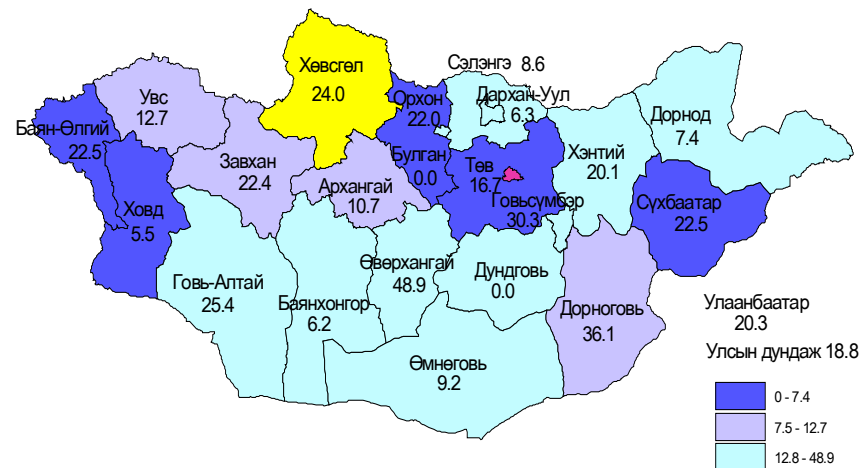 Хөвсгөл
24.0
Сэлэнгэ 8.6
Увс
12.7
Орхон
22.0
Дархан-Уул
6.3
Дорнод
7.4
Баян-Өлгий
22.5
Завхан
22.4
Булган
0.0
Төв
16.7
Хэнтий
20.1
Архангай
10.7
Ховд
5.5
Говьсүмбэр
30.3
Сүхбаатар
22.5
Говь-Алтай
25.4
Баянхонгор
6.2
Өвөрхангай
48.9
Дундговь
0.0
Дорноговь
36.1
Өмнөговь
9.2
Улаанбаатар
20.3
Улсын дундаж 18.8
0 - 7.4
7.5 - 12.7
12.8 - 48.9